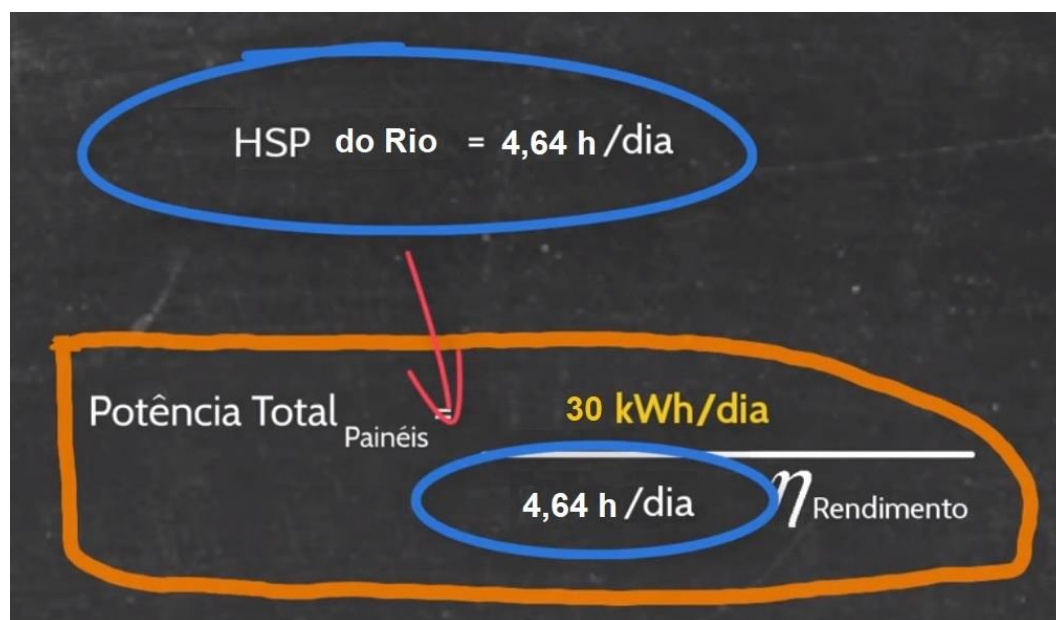 HSP do Rio = 4,64 h /dia
Potência Total Painéis = 30 kWh/dia
4,64 h /dia η Rendimento